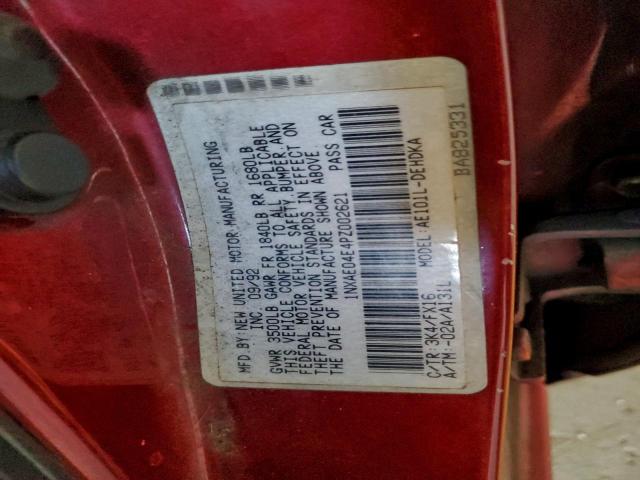 MFD.BY:NEW UNITED MOTOR MANUFACTURING
INC. 09/92
GVWR 3500LB GAWR FR 1840LB RR 1680LB
THIS VEHICLE CONFORMS TO ALL APPLICABLE
FEDERAL MOTOR VEHICLE SAFETY BUMPER AND
THEFT PREVENTION STANDARDS IN EFFECT ON
THE DATE OF MANUFACTURE SHOWN ABOVE
1NXAE04E4PZ002621 PASS CAR
MODEL:AE101L-DEHDKA
C/TR:3K4/FX16
A/TM:-02A/A131L
BA825331